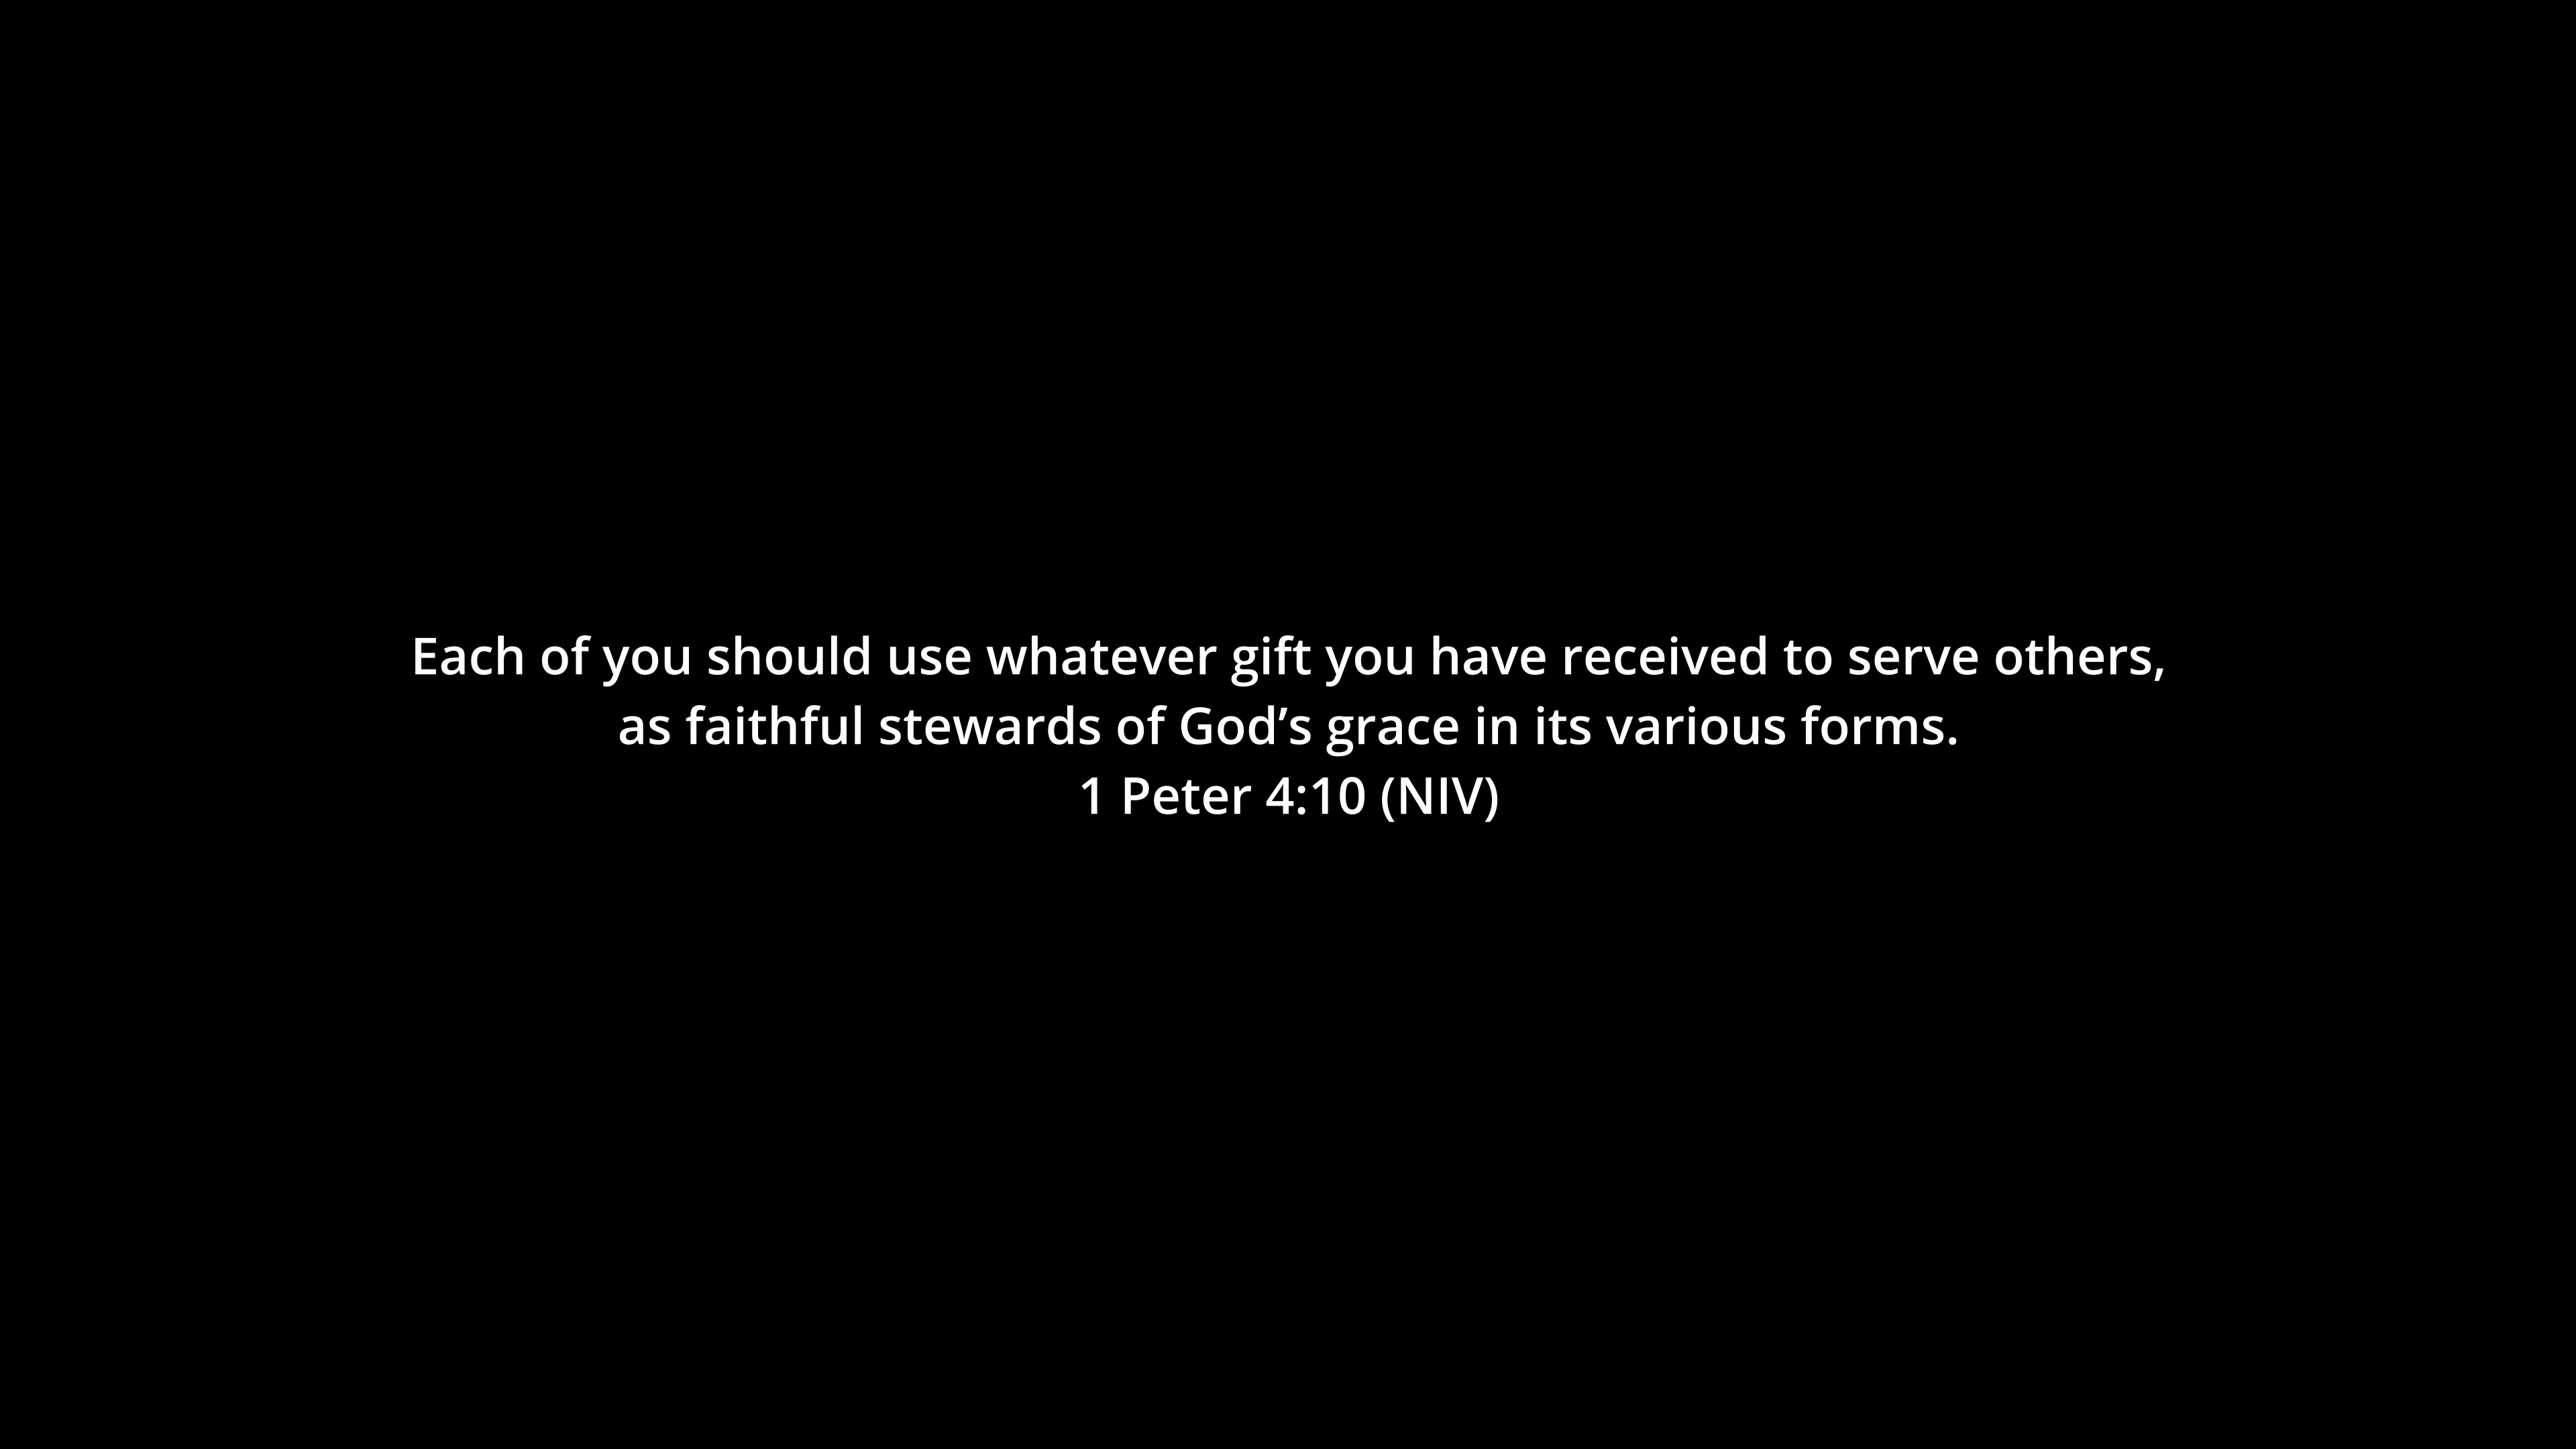 Each of you should use whatever gift you have received to serve others,
as faithful stewards of God’s grace in its various forms.
1 Peter 4:10 (NIV)